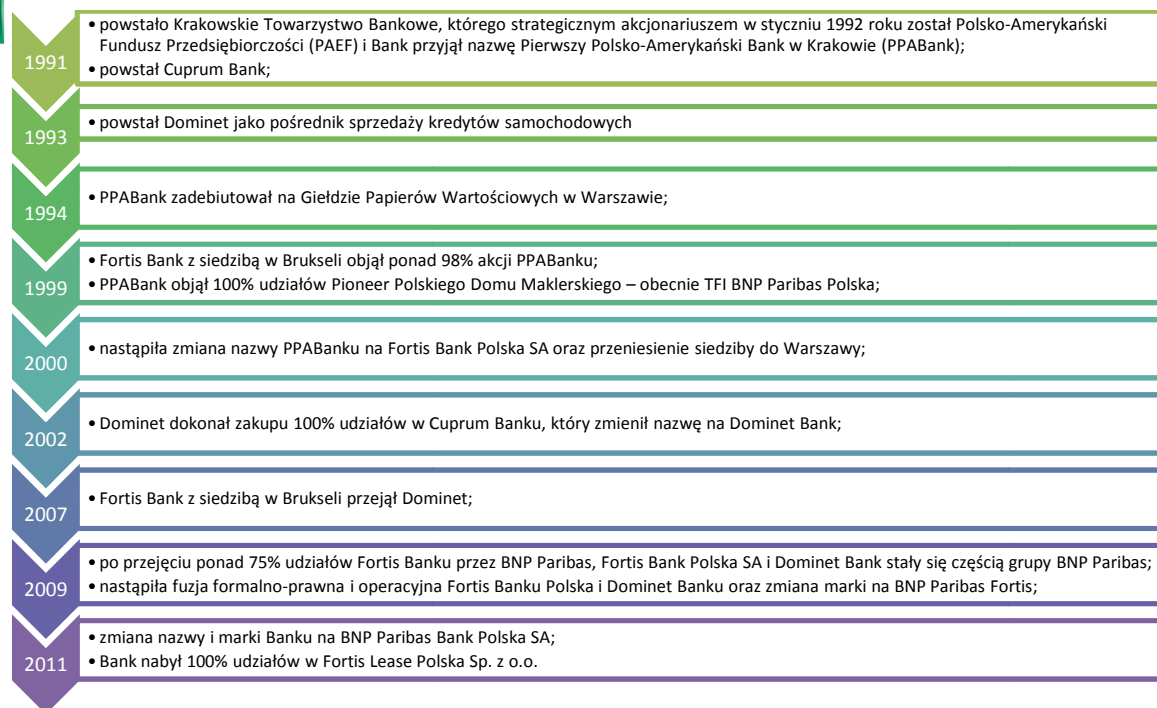 1991
• powstało Krakowskie Towarzystwo Bankowe, którego strategicznym akcjonariuszem w styczniu 1992 roku został Polsko-Amerykański
Fundusz Przedsiębiorczości (PAEF) i Bank przyjął nazwę Pierwszy Polsko-Amerykański Bank w Krakowie (PPABank);
• powstał Cuprum Bank;
1993
• powstał Dominet jako pośrednik sprzedaży kredytów samochodowych
1994
• PPABank zadebiutował na Giełdzie Papierów Wartościowych w Warszawie;
1999
• Fortis Bank z siedzibą w Brukseli objął ponad 98% akcji PPABanku;
• PPABank objął 100% udziałów Pioneer Polskiego Domu Maklerskiego – obecnie TFI BNP Paribas Polska;
2000
• nastąpiła zmiana nazwy PPABanku na Fortis Bank Polska SA oraz przeniesienie siedziby do Warszawy;
2002
• Dominet dokonał zakupu 100% udziałów w Cuprum Banku, który zmienił nazwę na Dominet Bank;
2007
• Fortis Bank z siedzibą w Brukseli przejął Dominet;
2009
• po przejęciu ponad 75% udziałów Fortis Banku przez BNP Paribas, Fortis Bank Polska SA i Dominet Bank stały się częścią grupy BNP Paribas;
• nastąpiła fuzja formalno-prawna i operacyjna Fortis Banku Polska i Dominet Banku oraz zmiana marki na BNP Paribas Fortis;
2011
• zmiana nazwy i marki Banku na BNP Paribas Bank Polska SA;
• Bank nabył 100% udziałów w Fortis Lease Polska Sp. z o.o.